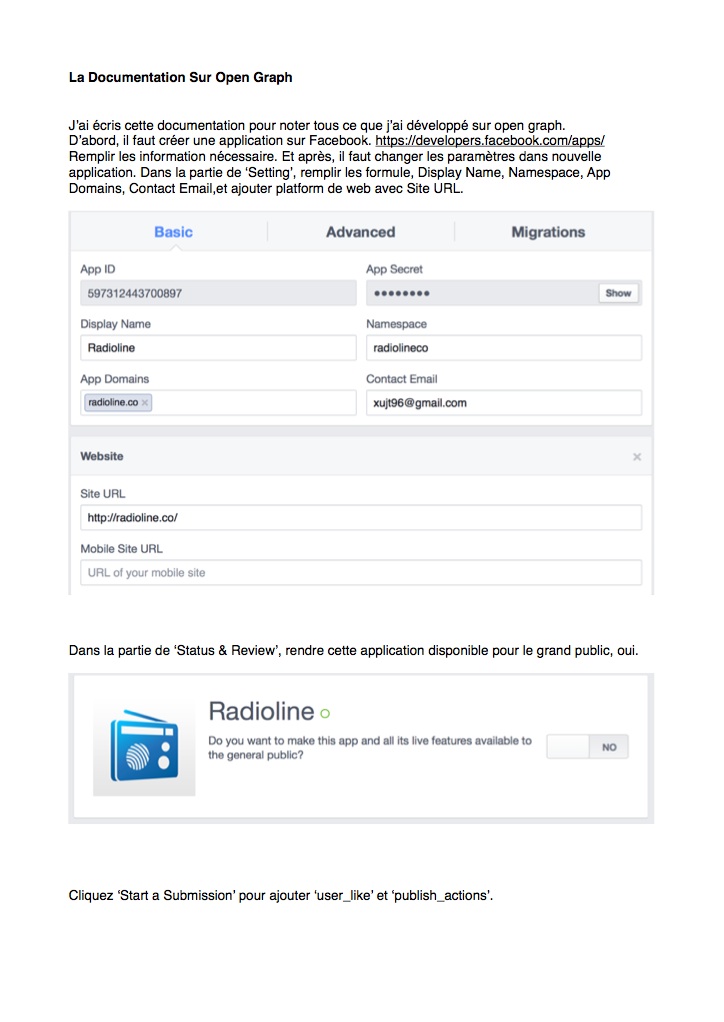 La Documentation Sur Open Graph
J'ai écris cette documentation pour noter tous ce que j'ai développé sur open graph.
D'abord, il faut créer une application sur Facebook. https://developers.facebook.com/apps/
Remplir les information nécessaire. Et après, il faut changer les paramètres dans nouvelle
application. Dans la partie de 'Setting', remplir les formule, Display Name, Namespace, App
Domains, Contact Email,et ajouter platform de web avec Site URL.
Basic Advanced Migrations
App ID App Secret
597312443700897 •••••••• Show
Display Name Namespace
Radioline radiolineco
App Domains Contact Email
radioline.co × xujt96@gmail.com
Website ×
Site URL
http://radioline.co/
Mobile Site URL
URL of your mobile site
Dans la partie de 'Status & Review', rendre cette application disponible pour le grand public, oui.
Radioline
Do you want to make this app and all its live features available to
the general public?
NO
Cliquez 'Start a Submission' pour ajouter 'user_like' et 'publish_actions'.